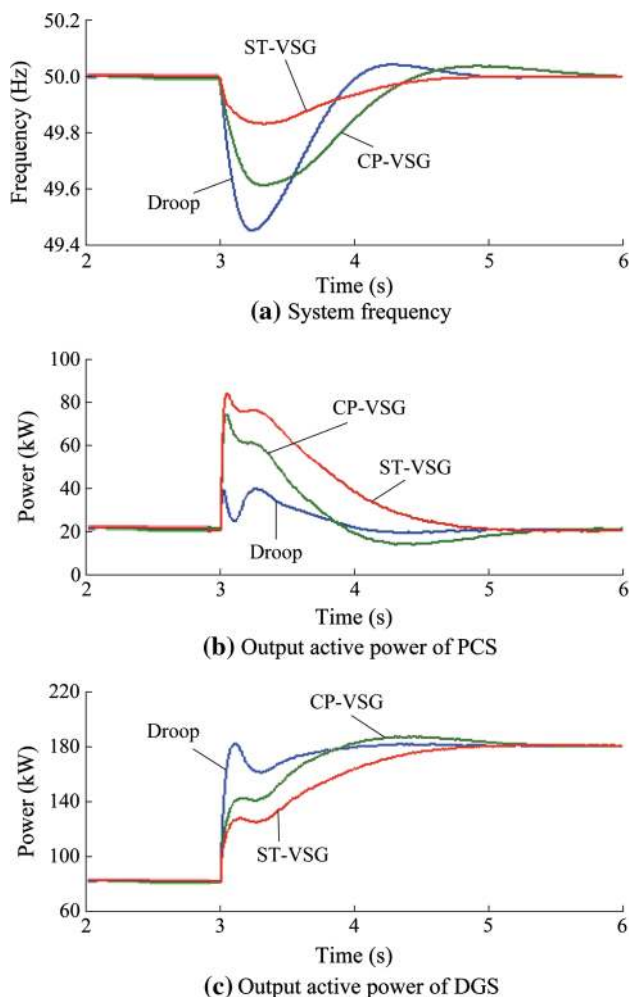 50.2
ST-VSG
50.0
Frequency (Hz)
49.8
CP-VSG
49.6
Droop
49.4
2 3 4 5 6
Time (s)
(a) System frequency
100
80
CP-VSG
Power (kW)
60
ST-VSG
40
20
Droop
0
2 3 4 5 6
Time (s)
(b) Output active power of PCS
220
CP-VSG
Droop
180
Power (kW)
140
100
ST-VSG
60
2 3 4 5 6
Time (s)
(c) Output active power of DGS